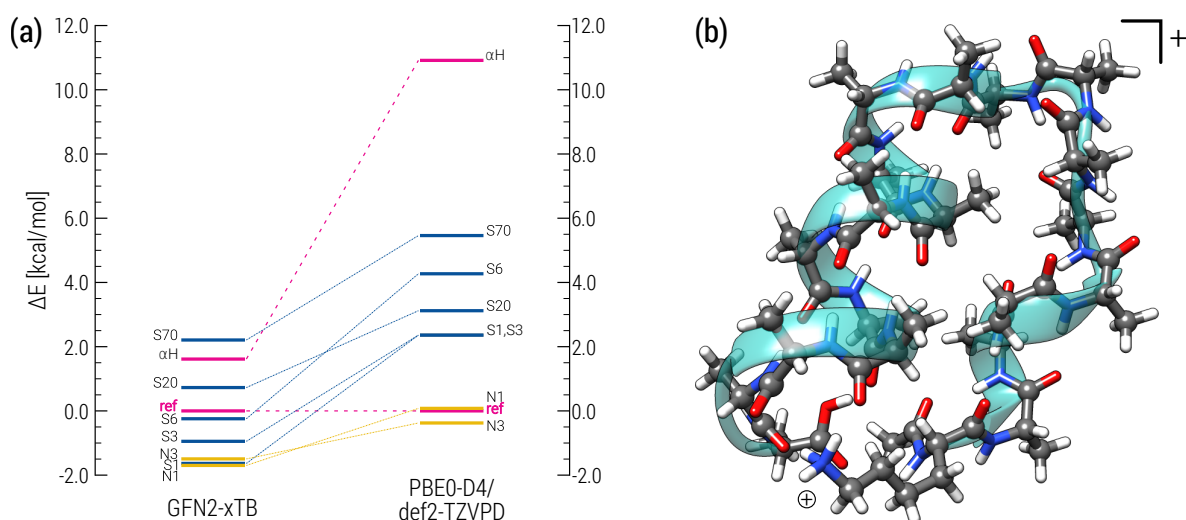 (a)
ΔE [kcal/mol]
12.0
10.0
8.0
6.0
4.0
2.0
0.0
-2.0
S70
αH
S20
ref
S6
S3
N3
S1
N1
GFN2-xTB
αH
S70
S6
S20
S1,S3
N1
ref
N3
PBE0-D4/
def2-TZVPD
12.0
10.0
8.0
6.0
4.0
2.0
0.0
-2.0
(b)
+
+